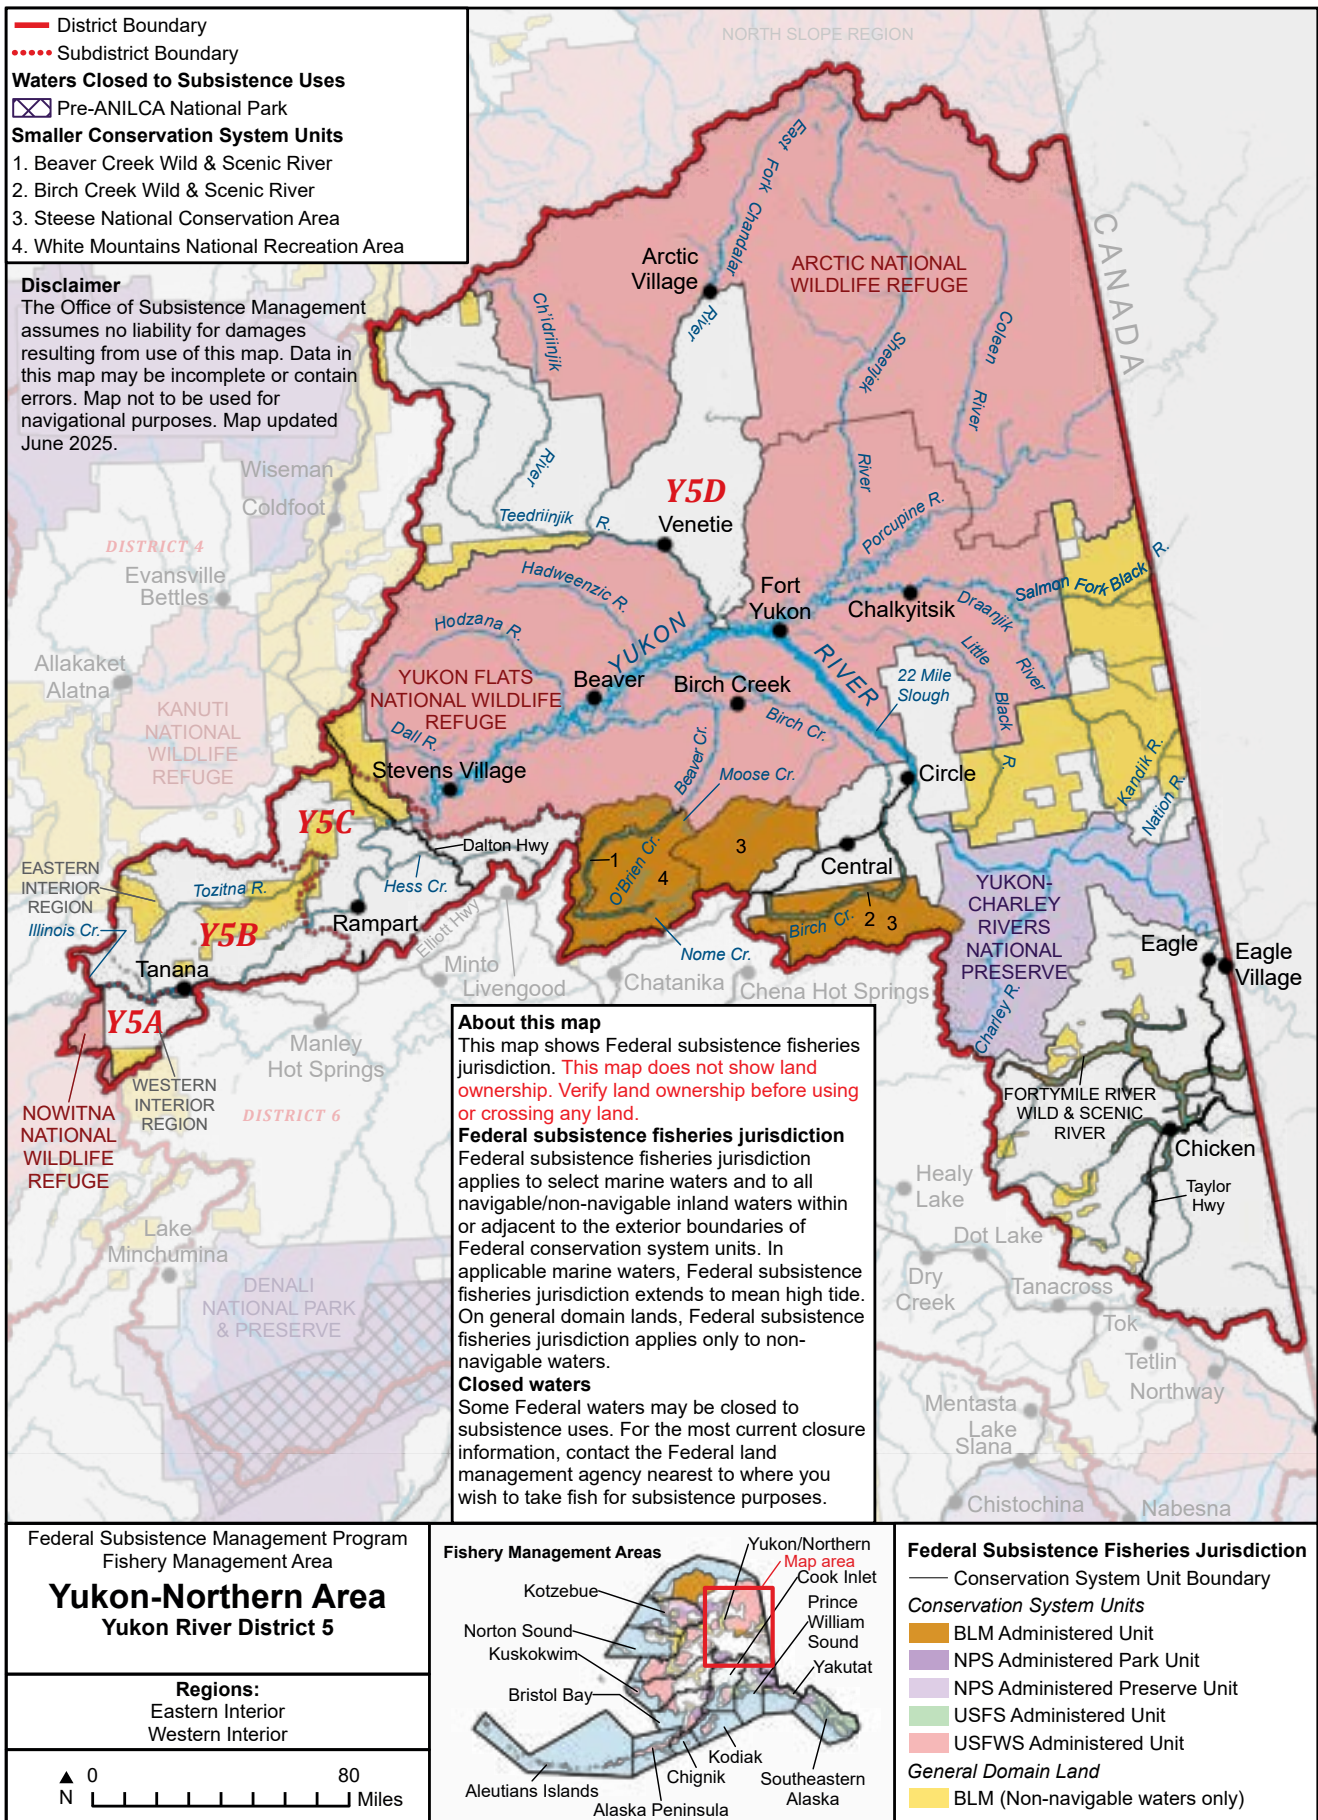 District Boundary
Subdistrict Boundary
Waters Closed to Subsistence Uses
Pre-ANILCA National Park
Smaller Conservation System Units
1. Beaver Creek Wild & Scenic River
2. Birch Creek Wild & Scenic River
3. Steese National Conservation Area
4. White Mountains National Recreation Area
Disclaimer
The Office of Subsistence Management
assumes no liability for damages
resulting from use of this map. Data in
this map may be incomplete or contain
errors. Map not to be used for
navigational purposes. Map updated
June 2025.
NORTH SLOPE REGION
CANADA
East Fork Chandalar
River
Arctic
Village
ARCTIC NATIONAL
WILDLIFE REFUGE
Ch'idriinjik
River
Sheenjek
River
Coleen
River
Wiseman
Coldfoot
Y5D
Venetie
Teedriinjik
R.
Porcupine R.
DISTRICT 4
Evansville
Bettles
Hadweenzic R.
Hodzana R.
Fort
Yukon
Chalkyitsik
Draanjik
River
Salmon Fork Black R.
Allakaket
Alatna
YUKON
RIVER
Little
Black
R
22 Mile
Slough
KANUTI
NATIONAL
WILDLIFE
REFUGE
YUKON FLATS
NATIONAL WILDLIFE
REFUGE
Beaver
Birch Creek
Birch Cr.
Beaver Cr.
Dall R.
Stevens Village
Moose Cr.
Circle
Kandik R.
Nation R.
Y5C
Dalton Hwy
EASTERN
INTERIOR
REGION
Tozitna R.
Hess Cr.
1
O'Brien Cr.
4
3
Central
Illinois Cr.
Y5B
Rampart
Elliott Hwy
Birch Cr.
2
3
YUKON-
CHARLEY
RIVERS
NATIONAL
PRESERVE
Charley R.
Eagle
Eagle
Village
Tanana
Minto
Livengood
Nome Cr.
Chatanika
Chena Hot Springs
Y5A
Manley
Hot Springs
WESTERN
INTERIOR
REGION
DISTRICT 6
NOWITNA
NATIONAL
WILDLIFE
REFUGE
FORTYMILE RIVER
WILD & SCENIC
RIVER
Chicken
Taylor
Hwy
Healy
Lake
Dot Lake
Dry
Creek
Tanacross
Tok
Tetlin
Northway
Mentasta
Lake
Slana
Chistochina
Nabesna
Lake
Minchumina
DENALI
NATIONAL PARK
& PRESERVE
About this map
This map shows Federal subsistence fisheries
jurisdiction. This map does not show land
ownership. Verify land ownership before using
or crossing any land.
Federal subsistence fisheries jurisdiction
Federal subsistence fisheries jurisdiction
applies to select marine waters and to all
navigable/non-navigable inland waters within
or adjacent to the exterior boundaries of
Federal conservation system units. In
applicable marine waters, Federal subsistence
fisheries jurisdiction extends to mean high tide.
On general domain lands, Federal subsistence
fisheries jurisdiction applies only to non-
navigable waters.
Closed waters
Some Federal waters may be closed to
subsistence uses. For the most current closure
information, contact the Federal land
management agency nearest to where you
wish to take fish for subsistence purposes.
Federal Subsistence Management Program
Fishery Management Area
Yukon-Northern Area
Yukon River District 5
Regions:
Eastern Interior
Western Interior
N
0
80
Miles
Fishery Management Areas
Yukon/Northern
Map area
Cook Inlet
Prince
William
Sound
Yakutat
Kotzebue
Norton Sound
Kuskokwim
Bristol Bay
Aleutians Islands
Alaska Peninsula
Chignik
Kodiak
Southeastern
Alaska
Federal Subsistence Fisheries Jurisdiction
Conservation System Unit Boundary
Conservation System Units
BLM Administered Unit
NPS Administered Park Unit
NPS Administered Preserve Unit
USFS Administered Unit
USFWS Administered Unit
General Domain Land
BLM (Non-navigable waters only)